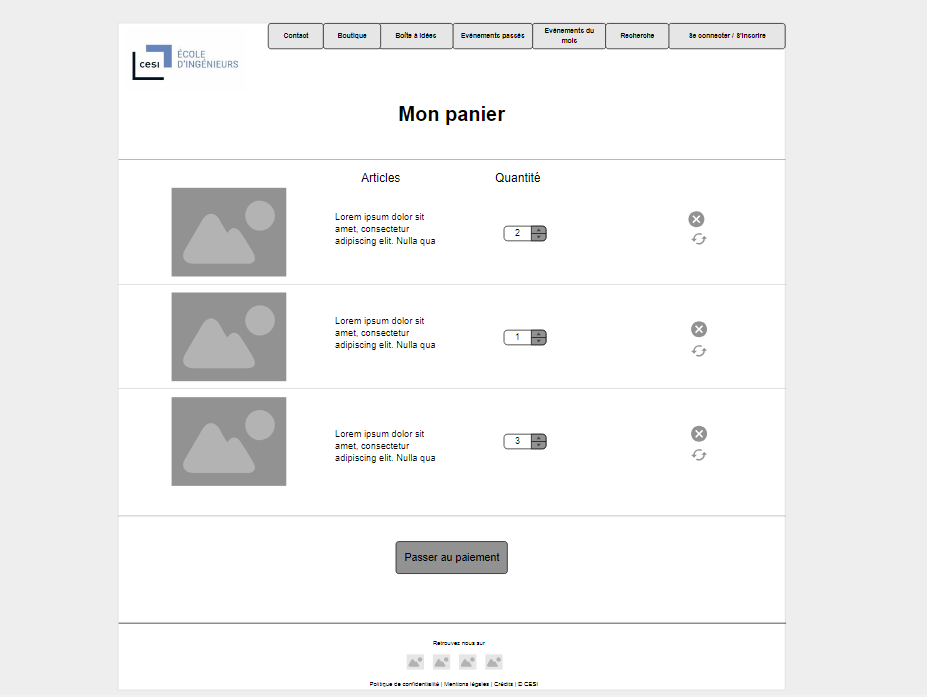 Contact Boutique Boîte à idées Evénements passés Evénements du mois Recherche Se connecter / S'inscrire
cesi ÉCOLE
D'INGÉNIEURS
Mon panier
Articles Quantité
Lorem ipsum dolor sit
amet, consectetur
adipiscing elit. Nulla qua
2
Lorem ipsum dolor sit
amet, consectetur
adipiscing elit. Nulla qua
1
Lorem ipsum dolor sit
amet, consectetur
adipiscing elit. Nulla qua
3
Passer au paiement
Retrouvez nous sur
Politique de confidentialité | Mentions légales | Crédits | © CESI